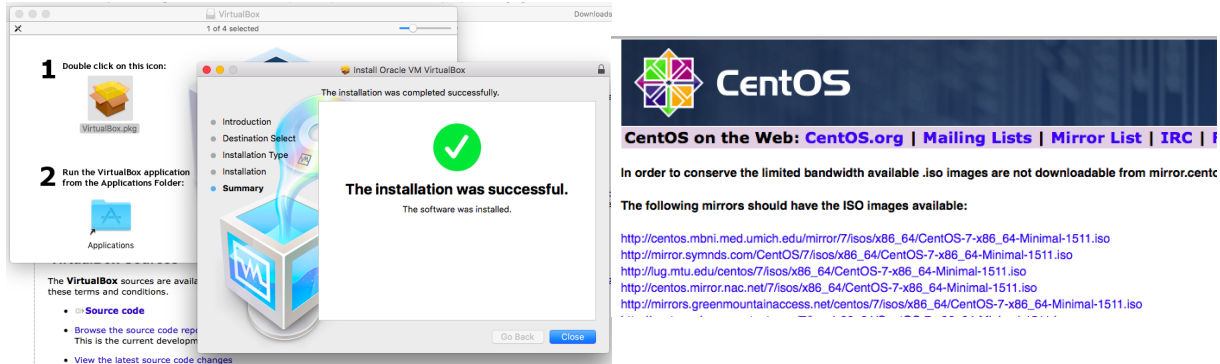 VirtualBox
Downloads
1 of 4 selected
1 Double click on this icon:
VirtualBox.pkg
2 Run the VirtualBox application
from the Applications Folder:
Applications
The VirtualBox sources are availa
these terms and conditions.
Source code
Browse the source code repo
This is the current developm
View the latest source code changes
Install Oracle VM VirtualBox
The installation was completed successfully.
Introduction
Destination Select
Installation Type
Installation
Summary
The installation was successful.
The software was installed.
Go Back
Close
CentOS
CentOS on the Web: CentOS.org | Mailing Lists | Mirror List | IRC | F
In order to conserve the limited bandwidth available .iso images are not downloadable from mirror.cento
The following mirrors should have the ISO images available:
http://centos.mbni.med.umich.edu/mirror/7/isos/x86_64/CentOS-7-x86_64-Minimal-1511.iso
http://mirror.symnds.com/CentOS/7/isos/x86_64/CentOS-7-x86_64-Minimal-1511.iso
http://lug.mtu.edu/centos/7/isos/x86_64/CentOS-7-x86_64-Minimal-1511.iso
http://centos.mirror.nac.net/7/isos/x86_64/CentOS-7-x86_64-Minimal-1511.iso
http://mirrors.greenmountainaccess.net/centos/7/isos/x86_64/CentOS-7-x86_64-Minimal-1511.iso